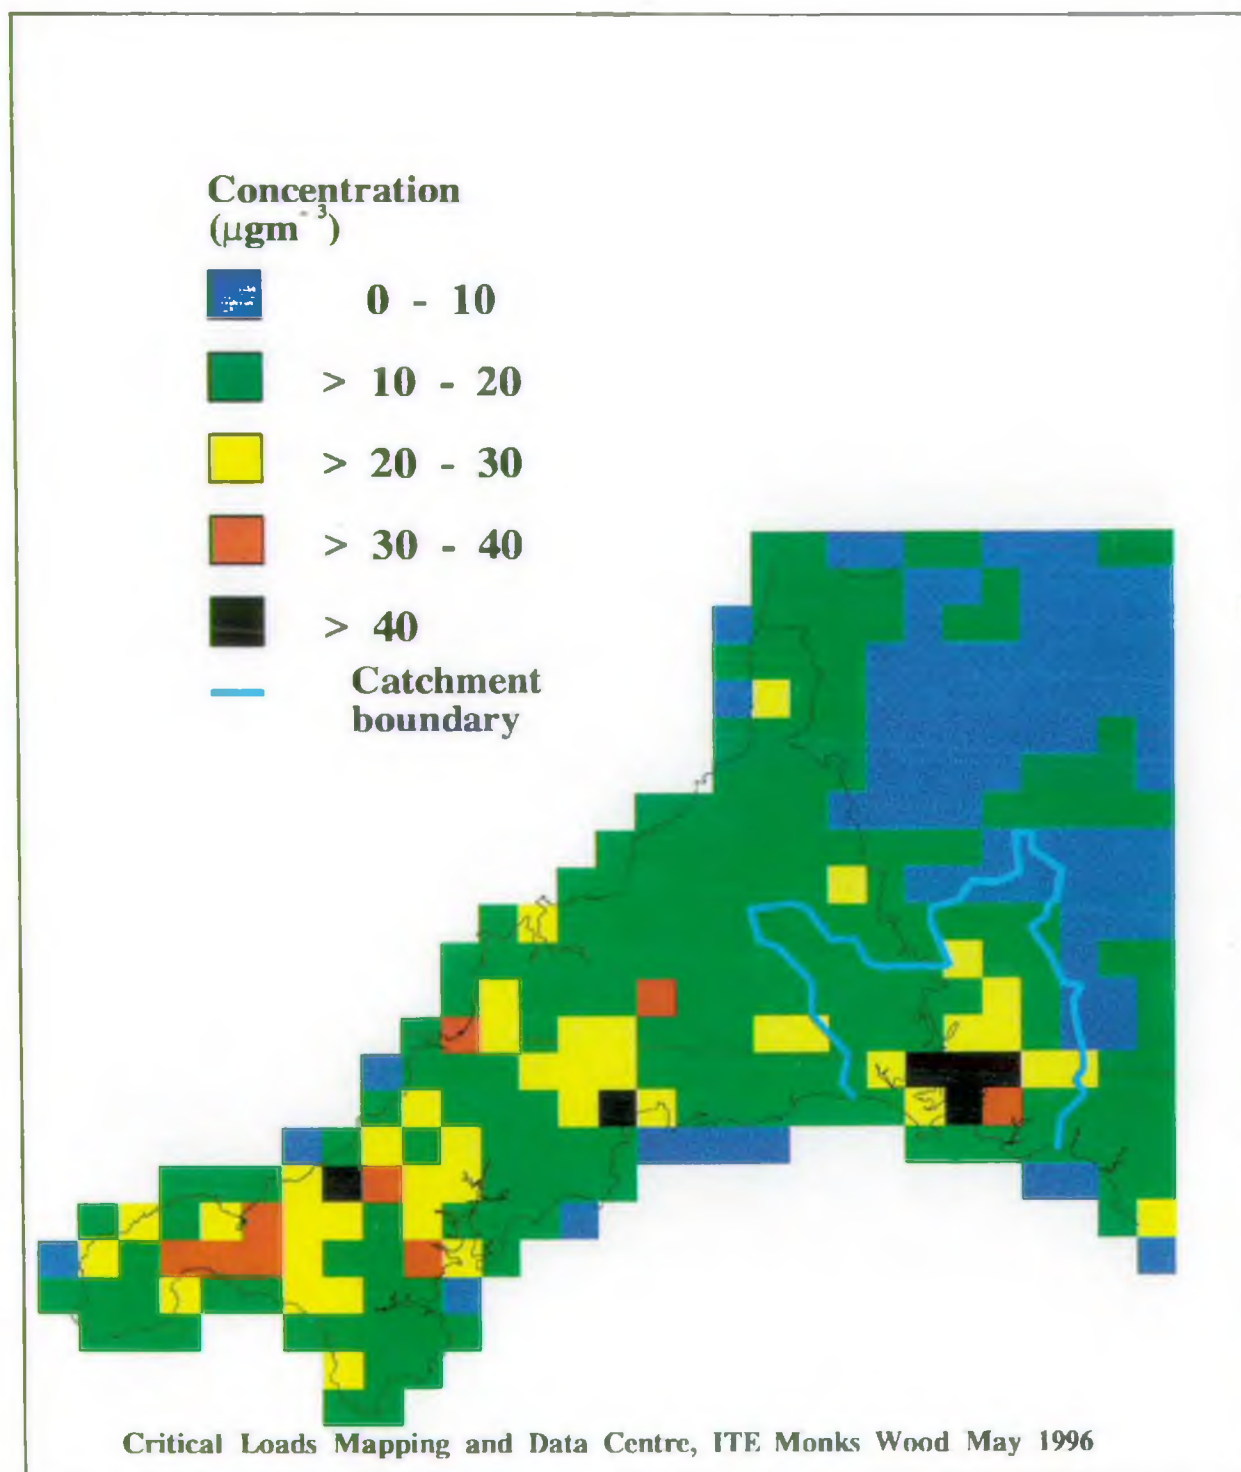 Concentration
(μgm⁻³)
0 - 10
> 10 - 20
> 20 - 30
> 30 - 40
> 40
Catchment
boundary
Critical Loads Mapping and Data Centre, ITE Monks Wood May 1996